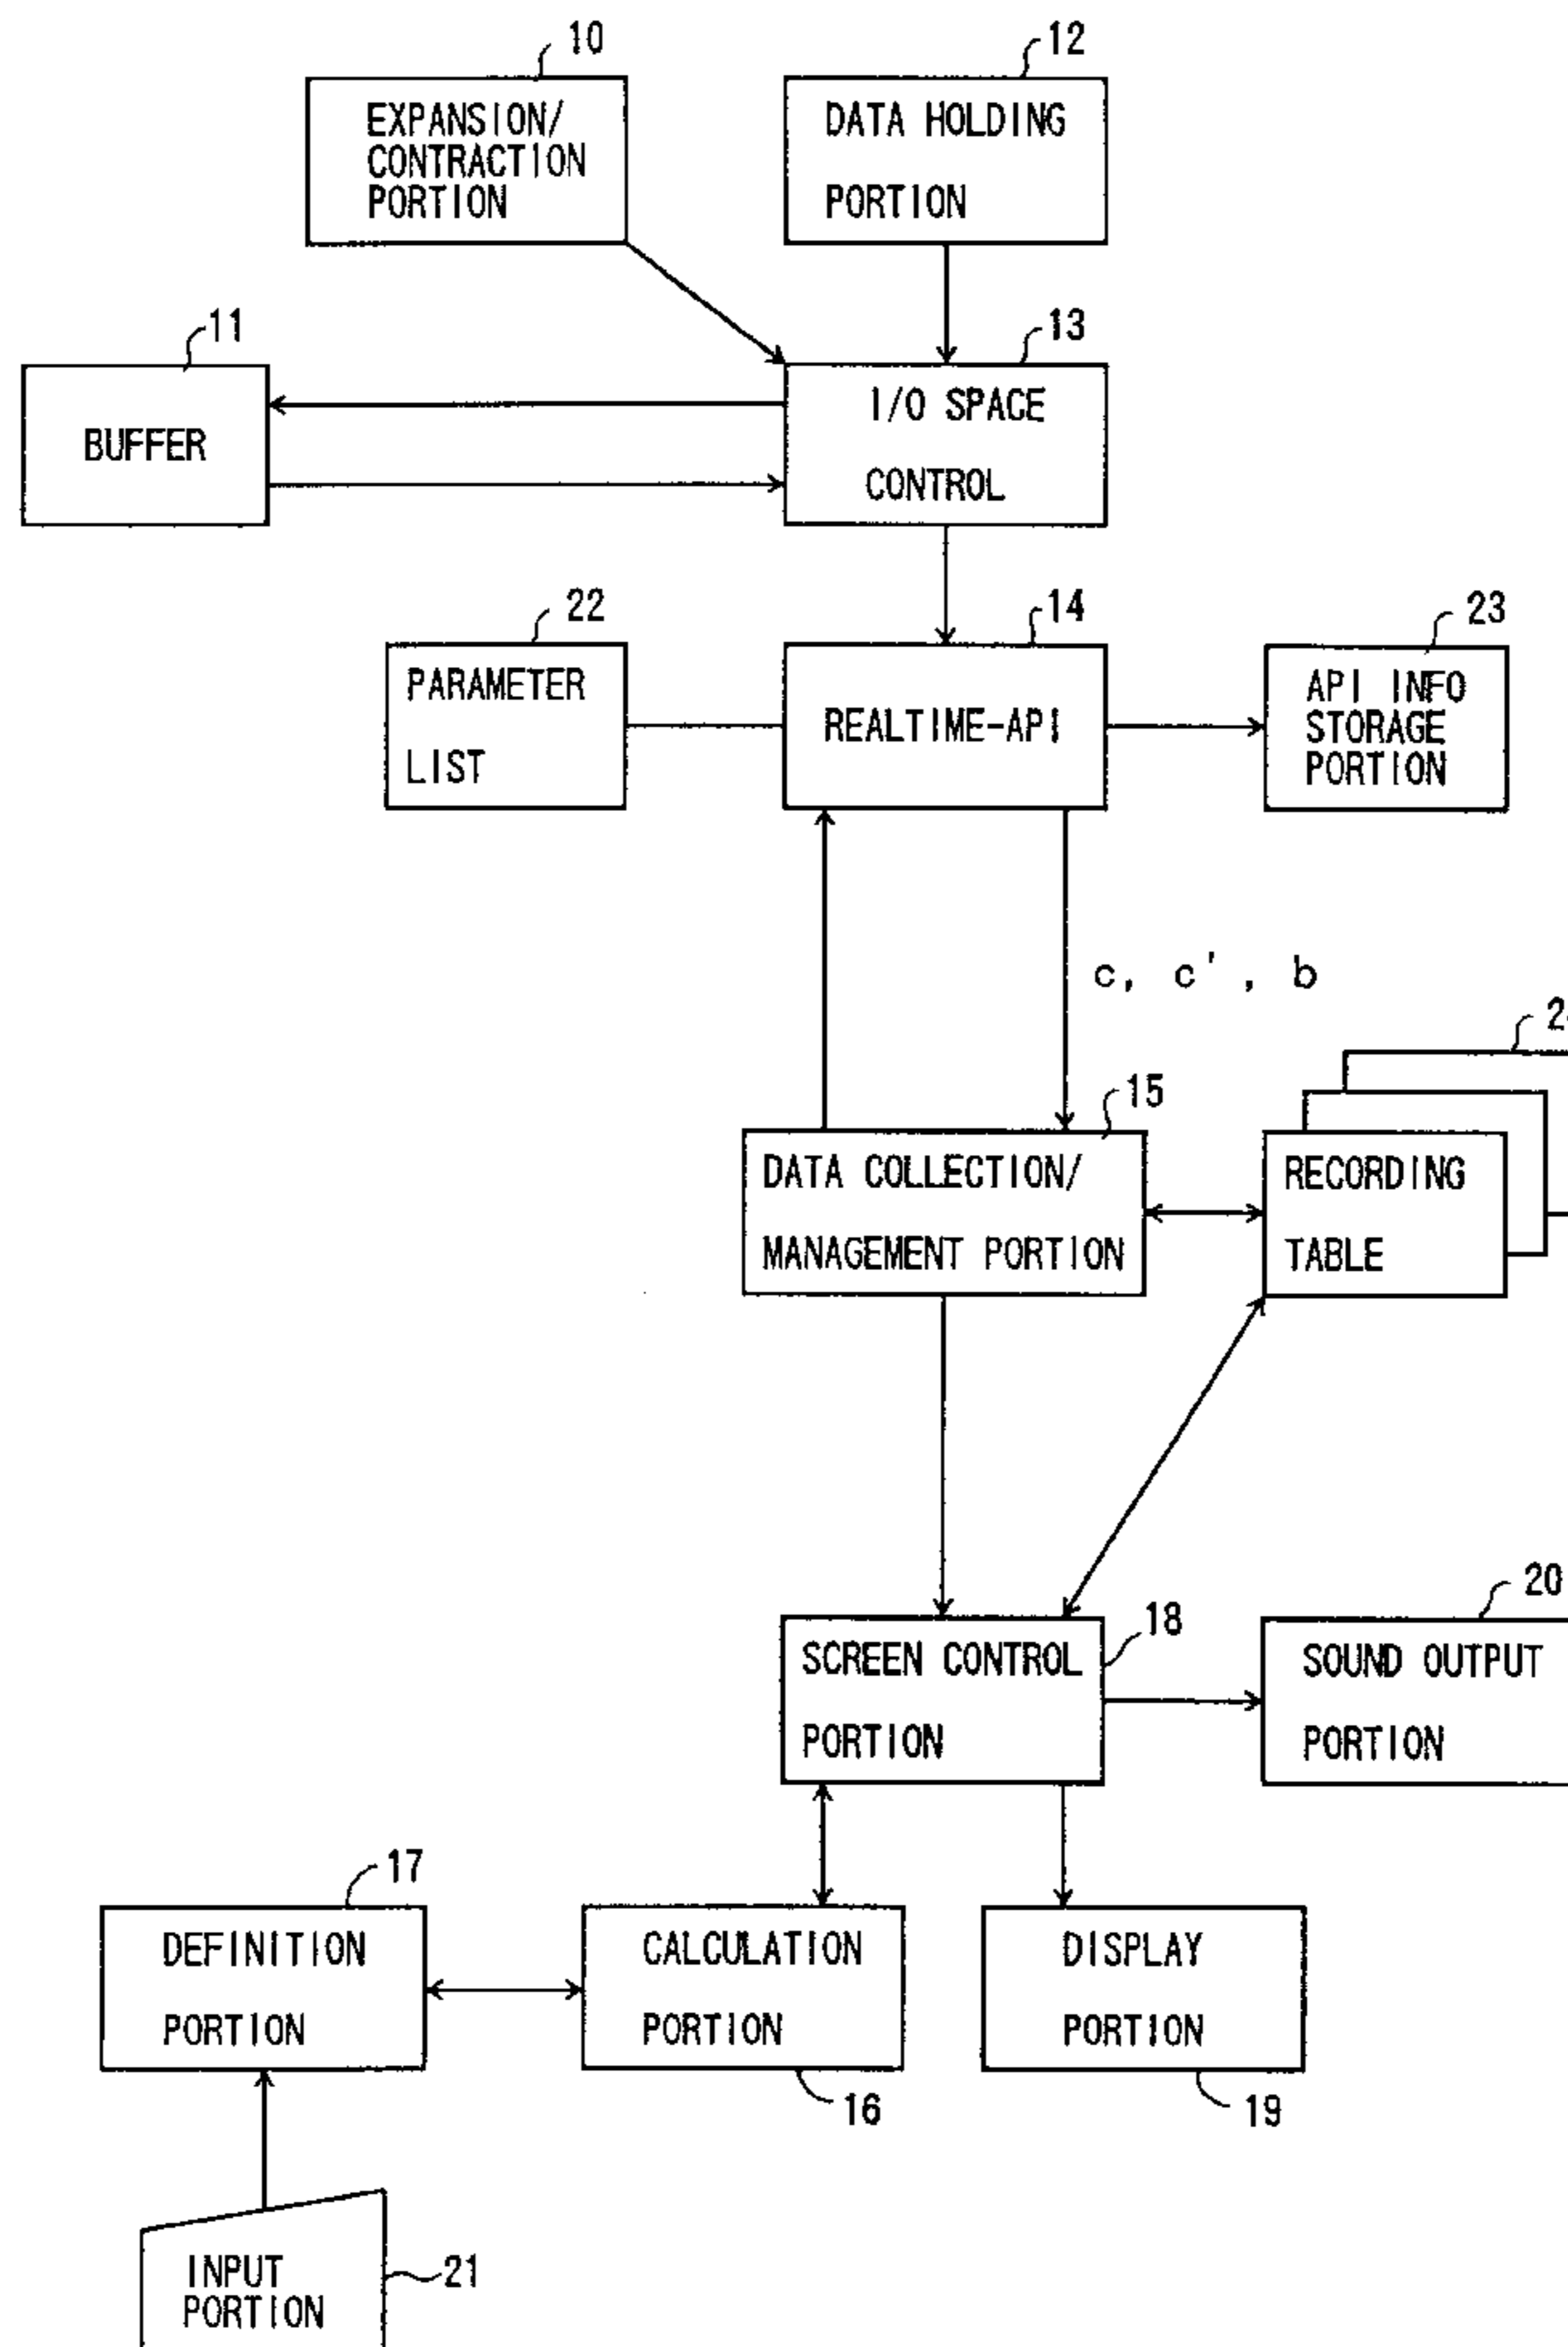 10
EXPANSION/
CONTRACTION
PORTION
12
DATA HOLDING
PORTION
11
BUFFER
13
I/O SPACE
CONTROL
22
PARAMETER
LIST
14
REALTIME-API
23
API INFO
STORAGE
PORTION
c, c', b
15
DATA COLLECTION/
MANAGEMENT PORTION
RECORDING
TABLE
18
SCREEN CONTROL
PORTION
20
SOUND OUTPUT
PORTION
17
DEFINITION
PORTION
CALCULATION
PORTION
16
DISPLAY
PORTION
19
INPUT
PORTION
21